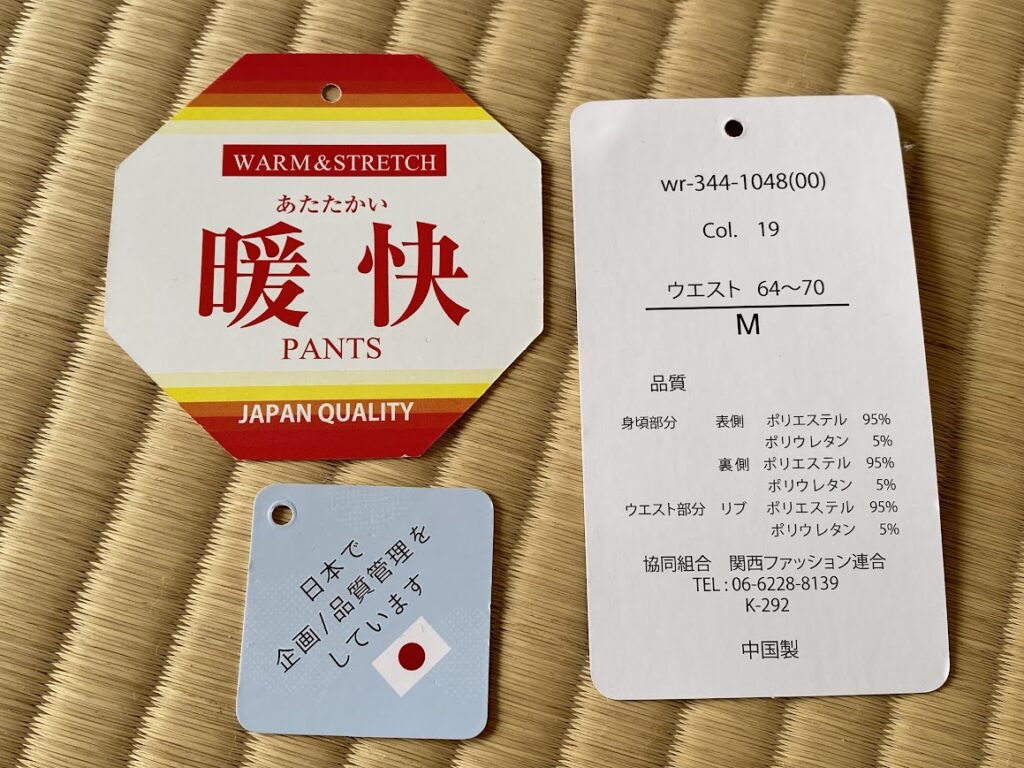 WARM&STRETCH
あたたかい
暖快
PANTS
JAPAN QUALITY
日本で
企画/品質管理を
しています
wr-344-1048(00)
Col. 19
ウエスト 64〜70
M
品質
身頃部分 表側 ポリエステル 95%
ポリウレタン 5%
裏側 ポリエステル 95%
ポリウレタン 5%
ウエスト部分 リブ ポリエステル 95%
ポリウレタン 5%
協同組合 関西ファッション連合
TEL : 06-6228-8139
K-292
中国製